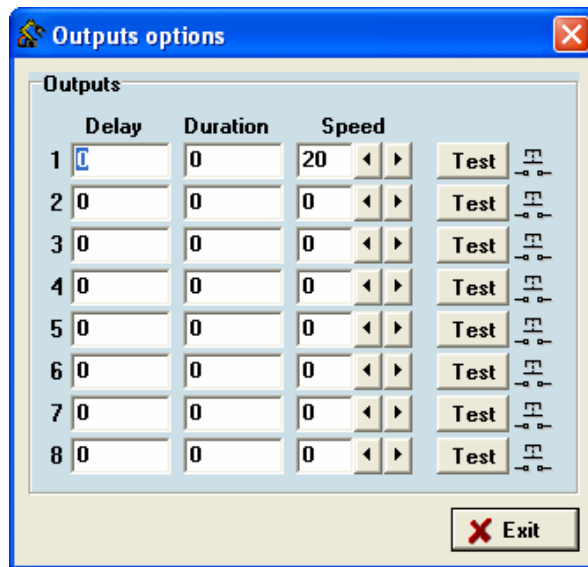 Outputs options
Outputs
Delay Duration Speed
1 0 0 20 Test
2 0 0 0 Test
3 0 0 0 Test
4 0 0 0 Test
5 0 0 0 Test
6 0 0 0 Test
7 0 0 0 Test
8 0 0 0 Test
Exit